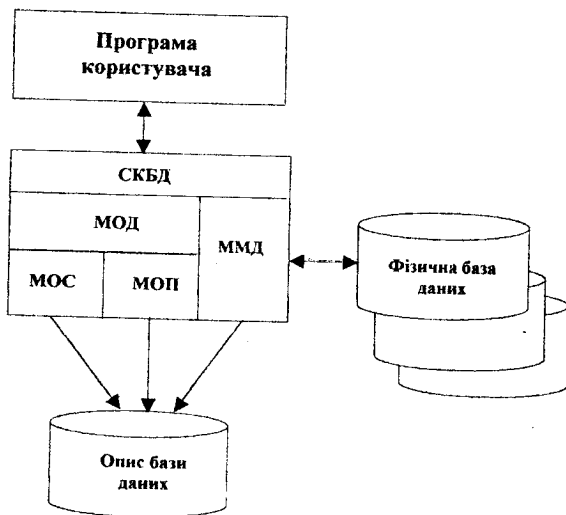 Програма
користувача
СКБД
МОД
ММД
МОС
МОП
Фізична база
даних
Опис бази
даних